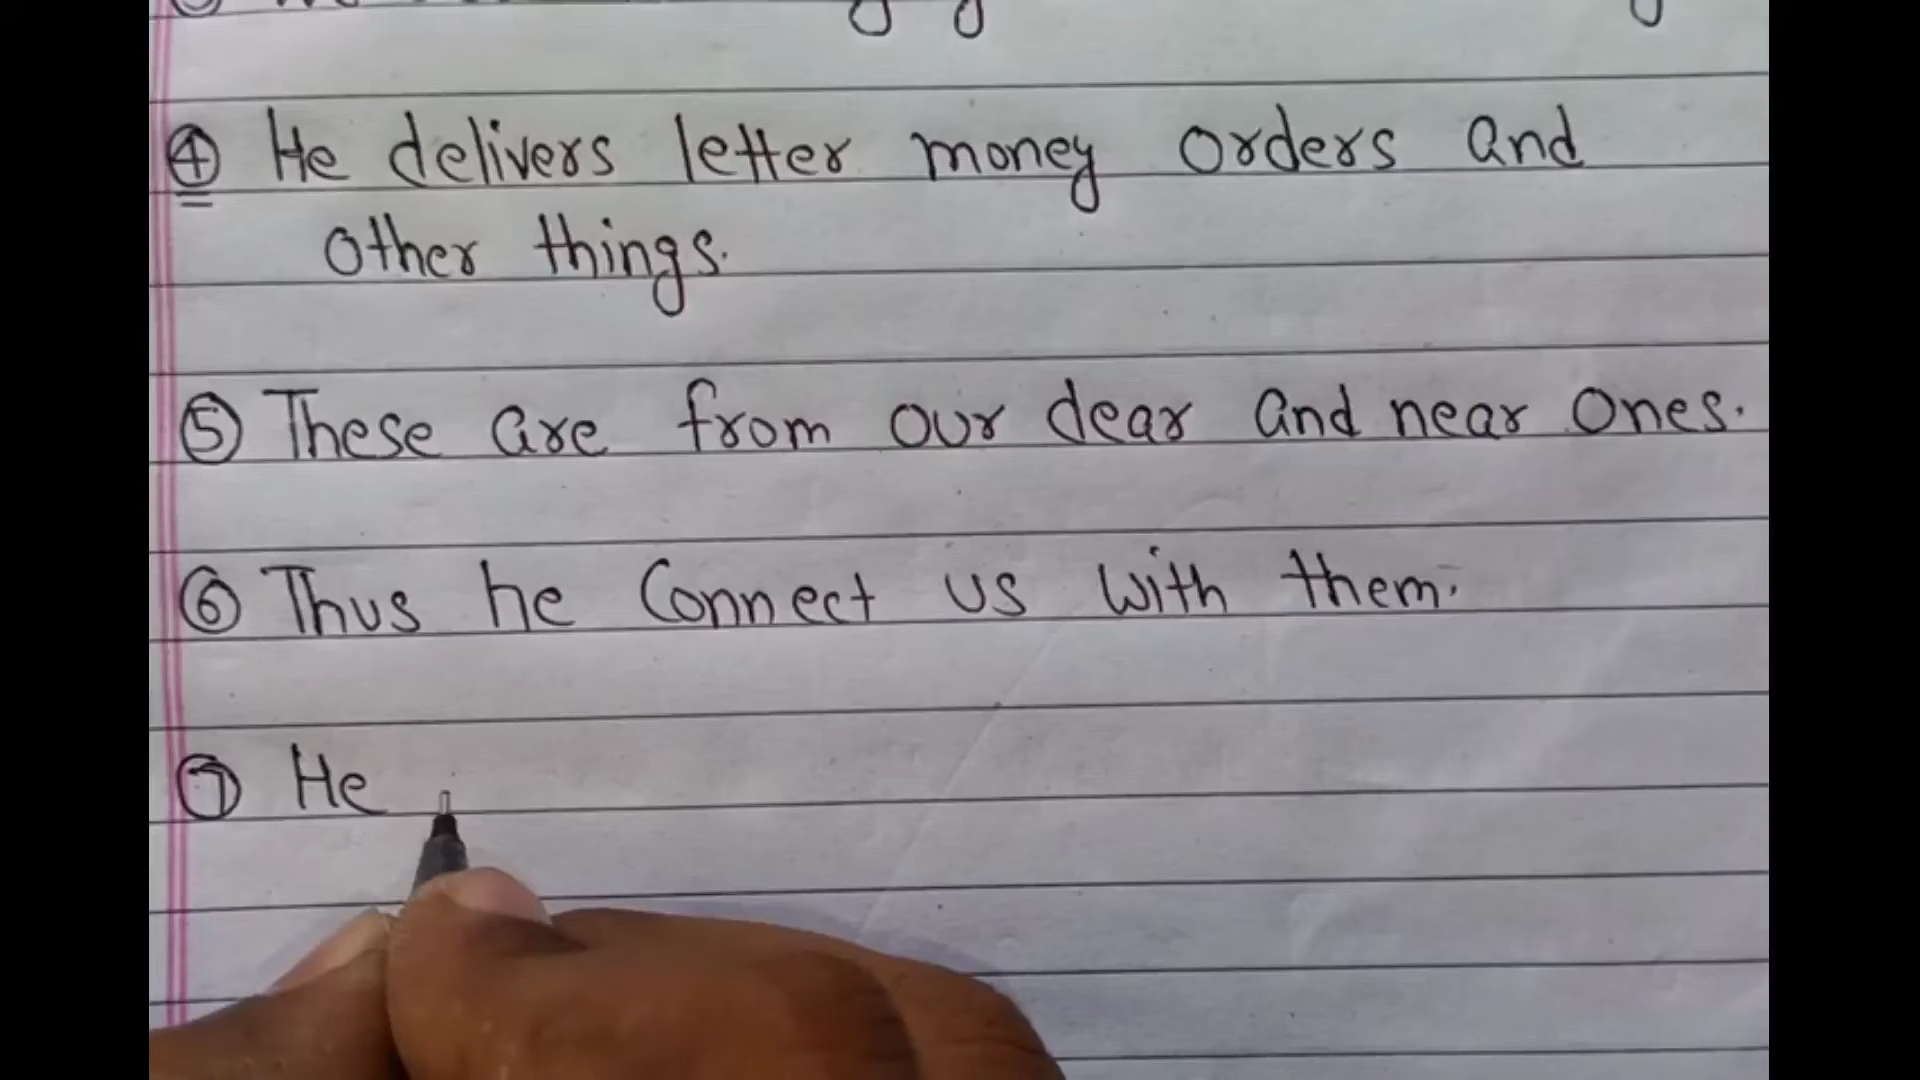 ④ He delivers letter money orders and
other things.
⑤ These are from our dear and near ones.
⑥ Thus he Connect us with them.
⑦ He